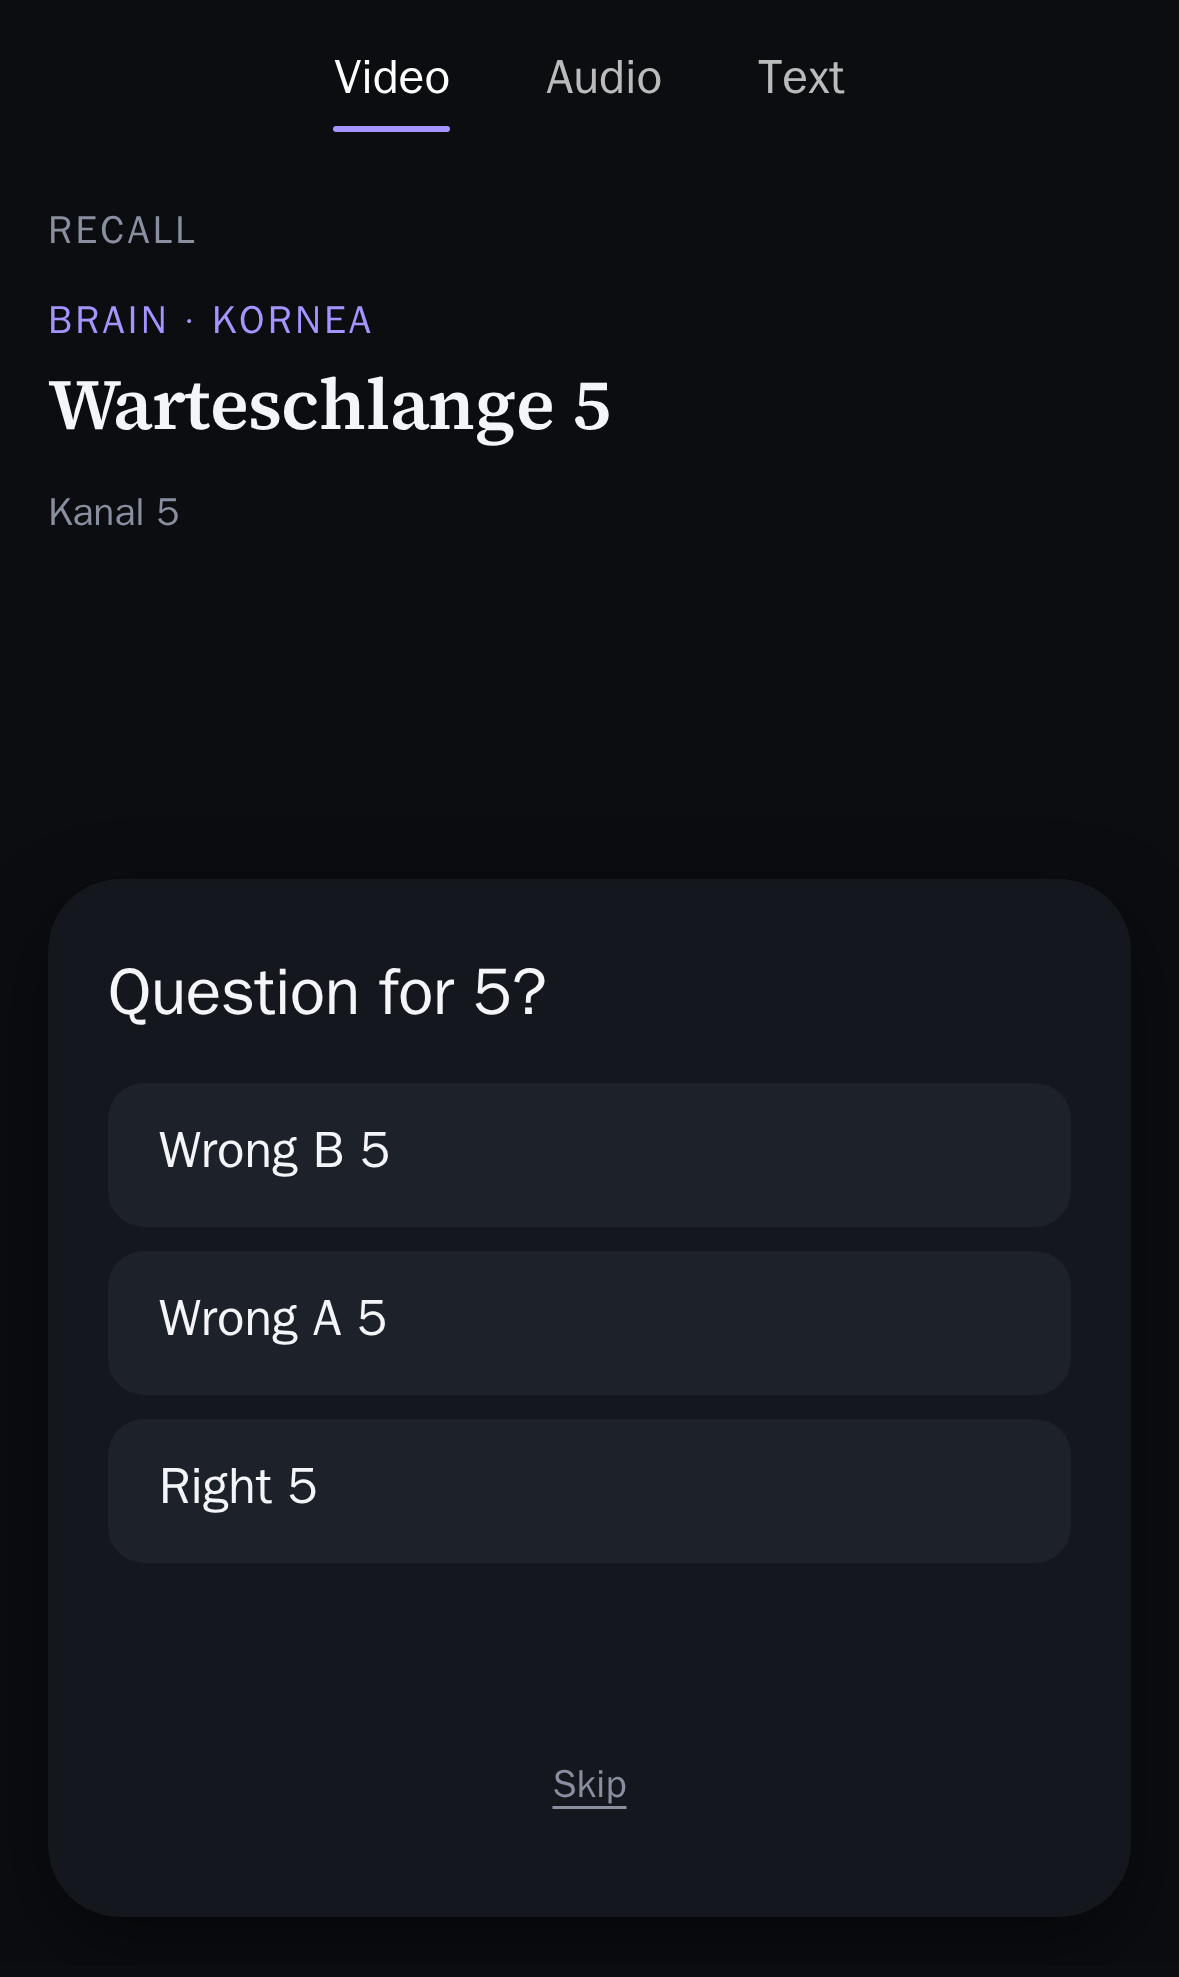 Video Audio Text
RECALL
BRAIN · KORNEA
Warteschlange 5
Kanal 5
Question for 5?
Wrong B 5
Wrong A 5
Right 5
Skip